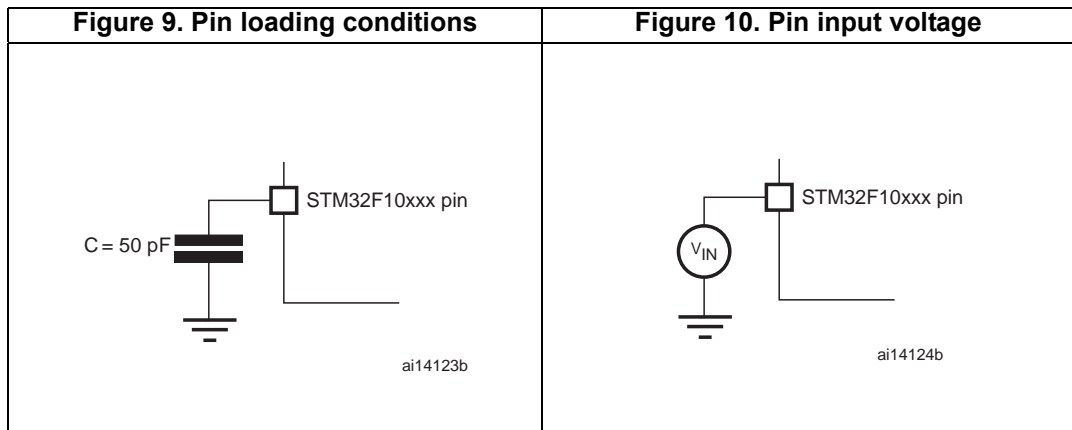 Figure 9. Pin loading conditions
Figure 10. Pin input voltage
STM32F10xxx pin
C = 50 pF
ai14123b
STM32F10xxx pin
VIN
ai14124b